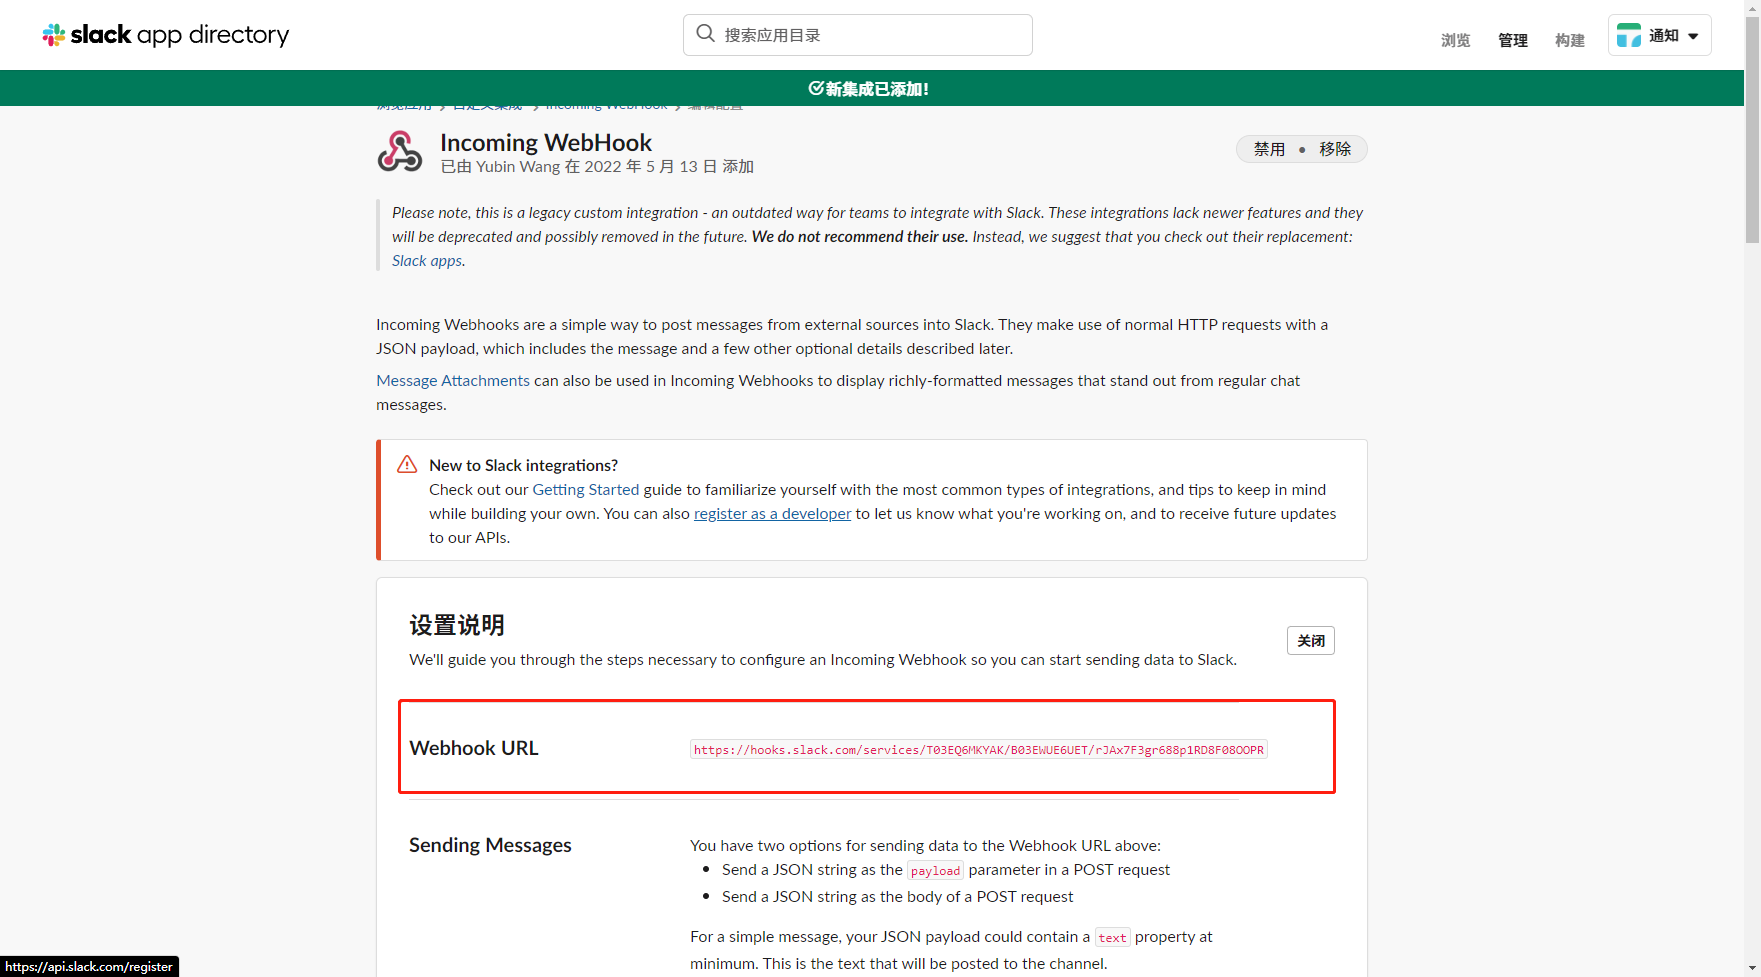 slack app directory
搜索应用目录
浏览
管理
构建
通知
新集成已添加!
浏览应用 > 自定义集成 > Incoming WebHook > 编辑配置
Incoming WebHook
已由 Yubin Wang 在 2022 年 5 月 13 日 添加
禁用 • 移除
Please note, this is a legacy custom integration - an outdated way for teams to integrate with Slack. These integrations lack newer features and they
will be deprecated and possibly removed in the future. We do not recommend their use. Instead, we suggest that you check out their replacement:
Slack apps.
Incoming Webhooks are a simple way to post messages from external sources into Slack. They make use of normal HTTP requests with a
JSON payload, which includes the message and a few other optional details described later.
Message Attachments can also be used in Incoming Webhooks to display richly-formatted messages that stand out from regular chat
messages.
New to Slack integrations?
Check out our Getting Started guide to familiarize yourself with the most common types of integrations, and tips to keep in mind
while building your own. You can also register as a developer to let us know what you're working on, and to receive future updates
to our APIs.
设置说明
We'll guide you through the steps necessary to configure an Incoming Webhook so you can start sending data to Slack.
关闭
Webhook URL
https://hooks.slack.com/services/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
Sending Messages
You have two options for sending data to the Webhook URL above:
• Send a JSON string as the payload parameter in a POST request
• Send a JSON string as the body of a POST request
For a simple message, your JSON payload could contain a text property at
minimum. This is the text that will be posted to the channel.
https://api.slack.com/register